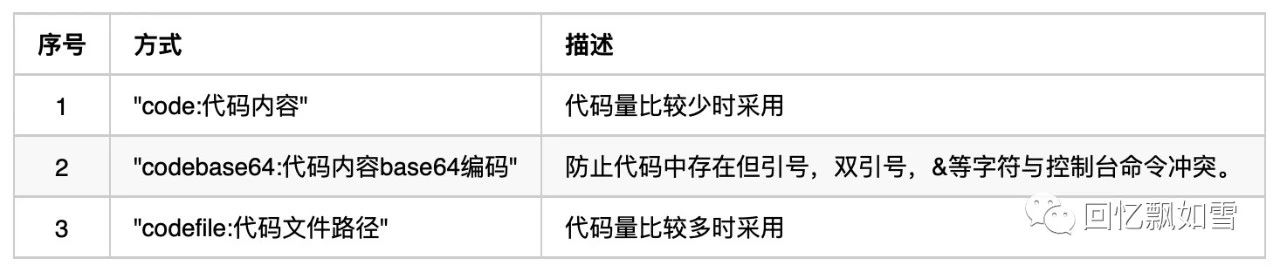 序号 方式 描述
1 "code:代码内容" 代码量比较少时采用
2 "codebase64:代码内容base64编码" 防止代码中存在但引号，双引号，&等字符与控制台命令冲突。
3 "codefile:代码文件路径" 代码量比较多时采用
回忆飘如雪